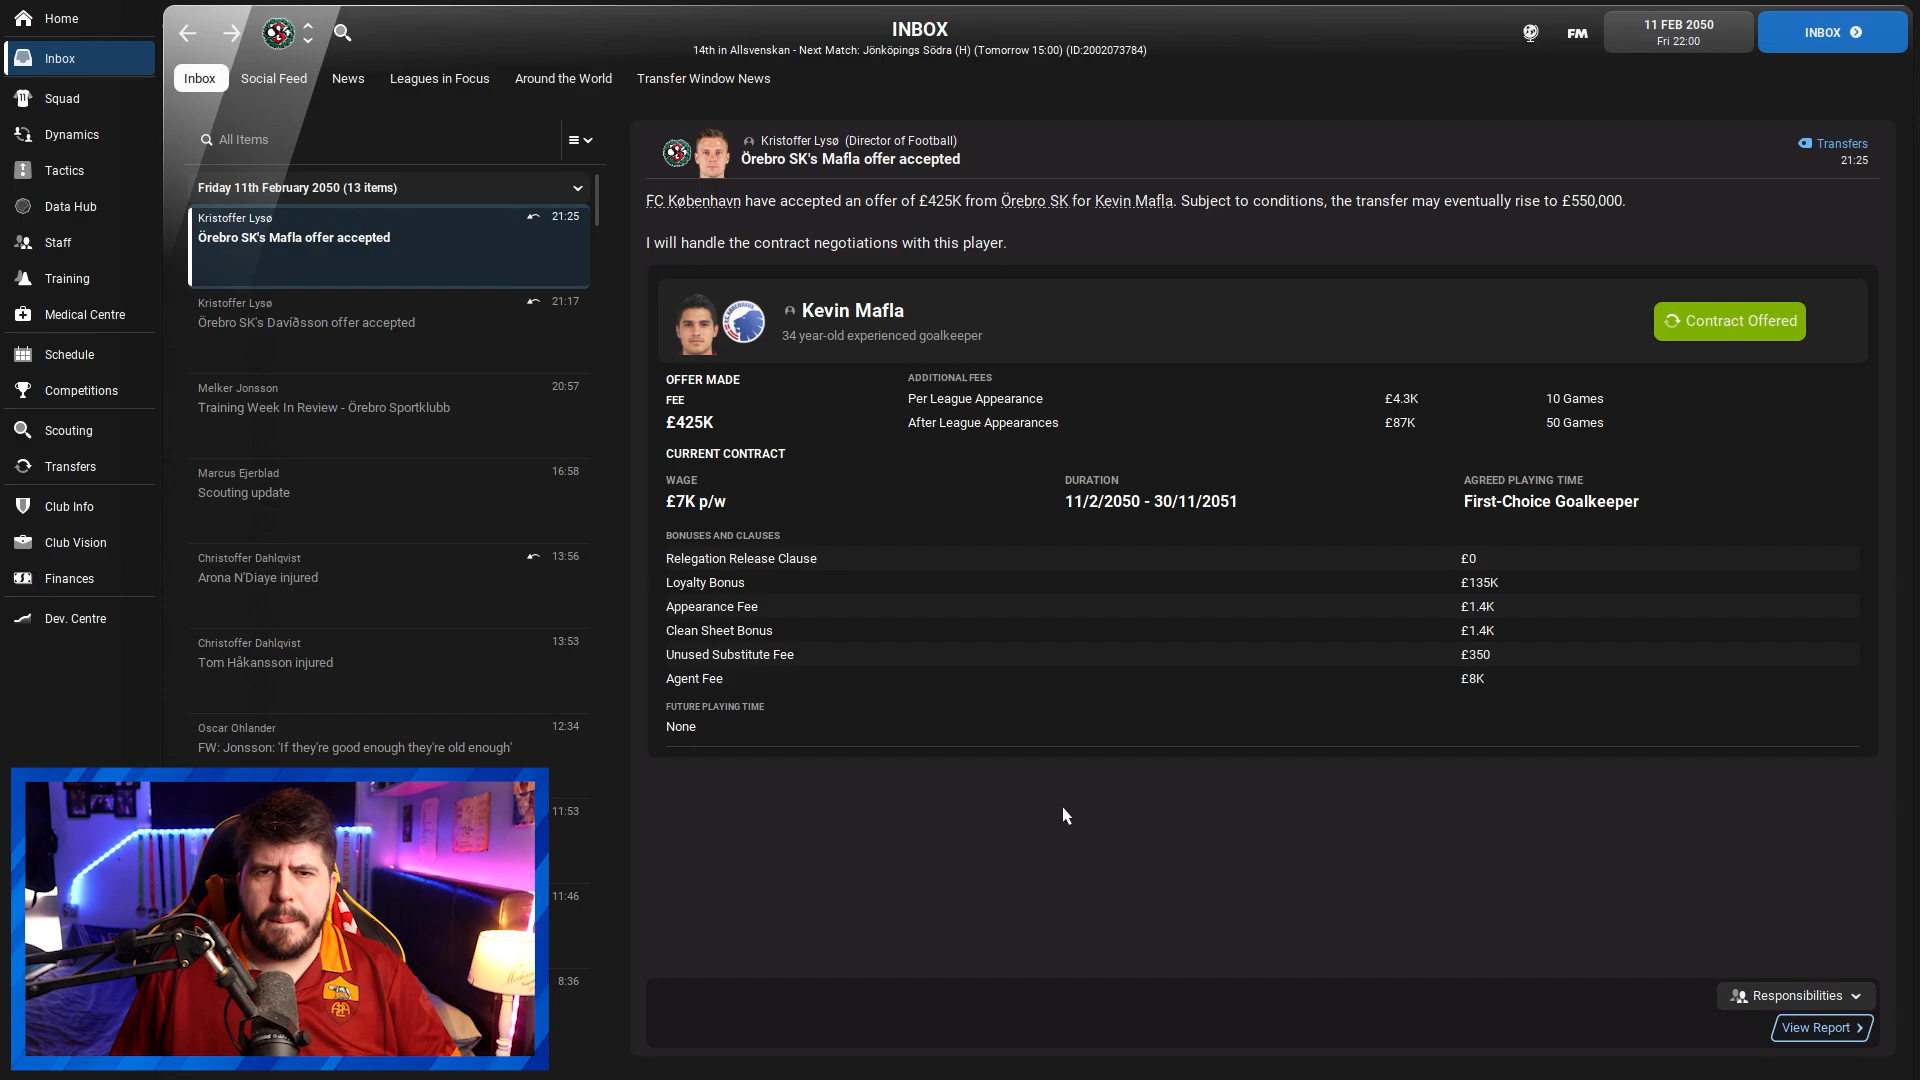 Home
Inbox
Squad
Dynamics
Tactics
Data Hub
Staff
Training
Medical Centre
Schedule
Competitions
Scouting
Transfers
Club Info
Club Vision
Finances
Dev. Centre
INBOX
14th in Allsvenskan - Next Match: Jönköpings Södra (H) (Tomorrow 15:00) (ID:2002073784)
FM
11 FEB 2050
Fri 22:00
INBOX
Inbox Social Feed News Leagues in Focus Around the World Transfer Window News
All Items
Friday 11th February 2050 (13 items)
Kristoffer Lysø 21:25
Örebro SK's Mafla offer accepted
Kristoffer Lysø 21:17
Örebro SK's Davíðsson offer accepted
Melker Jonsson 20:57
Training Week In Review - Örebro Sportklubb
Marcus Ejerblad 16:58
Scouting update
Christoffer Dahlqvist 13:56
Arona N'Diaye injured
Christoffer Dahlqvist 13:53
Tom Håkansson injured
Oscar Ohlander 12:34
FW: Jonsson: 'If they're good enough they're old enough'
11:53
11:46
8:36
Kristoffer Lysø (Director of Football)
Örebro SK's Mafla offer accepted
Transfers
21:25
FC København have accepted an offer of £425K from Örebro SK for Kevin Mafla. Subject to conditions, the transfer may eventually rise to £550,000.
I will handle the contract negotiations with this player.
Kevin Mafla
34 year-old experienced goalkeeper
Contract Offered
OFFER MADE
FEE
£425K
ADDITIONAL FEES
Per League Appearance £4.3K 10 Games
After League Appearances £87K 50 Games
CURRENT CONTRACT
WAGE DURATION AGREED PLAYING TIME
£7K p/w 11/2/2050 - 30/11/2051 First-Choice Goalkeeper
BONUSES AND CLAUSES
Relegation Release Clause £0
Loyalty Bonus £135K
Appearance Fee £1.4K
Clean Sheet Bonus £1.4K
Unused Substitute Fee £350
Agent Fee £8K
FUTURE PLAYING TIME
None
Responsibilities
View Report